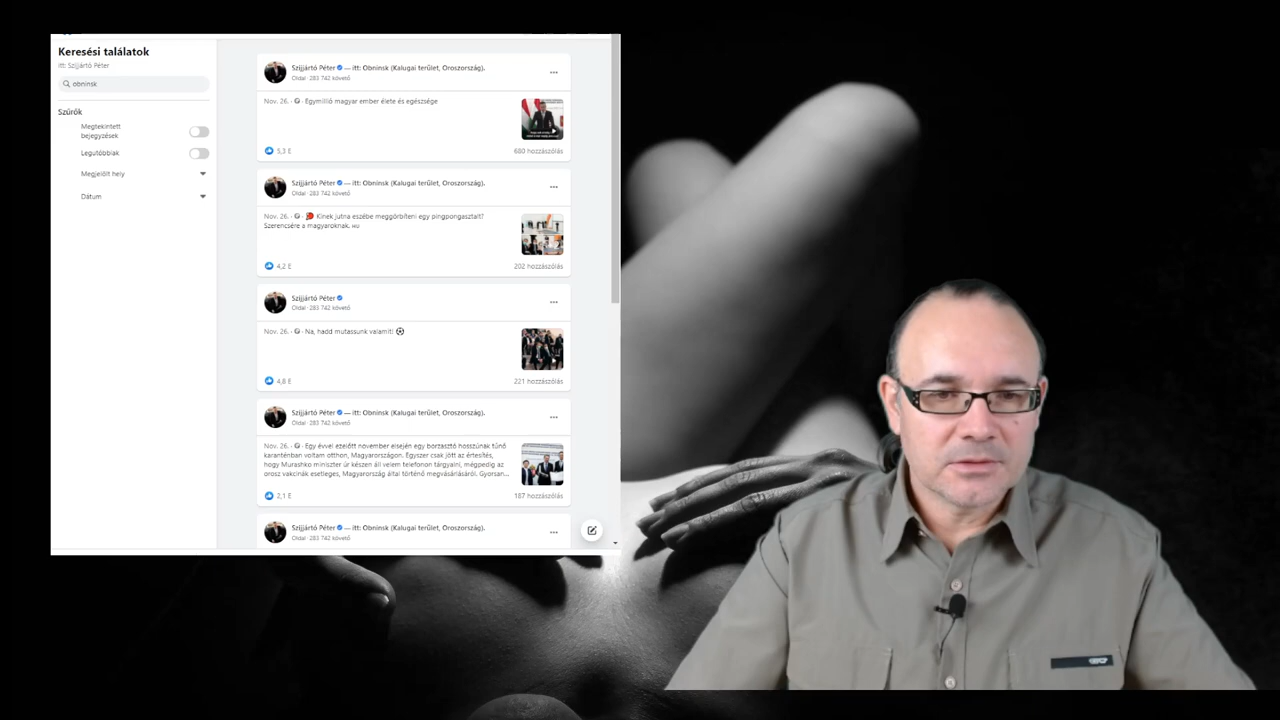 Keresési találatok
itt: Szijjártó Péter
obninsk
Szűrők
Megtekintett
bejegyzések
Legutóbbiak
Megjelölt hely
Dátum
Szijjártó Péter — itt: Obninsk (Kalugai terület, Oroszország).
Oldal · 283 742 követő
Nov. 26. · Egymillió magyar ember élete és egészsége
5,3 E
680 hozzászólás
Szijjártó Péter — itt: Obninsk (Kalugai terület, Oroszország).
Oldal · 283 742 követő
Nov. 26. · Kinek jutna eszébe meggörbíteni egy pingpongasztalt?
Szerencsére a magyaroknak. HU
4,2 E
202 hozzászólás
Szijjártó Péter
Oldal · 283 742 követő
Nov. 26. · Na, hadd mutassunk valamit!
4,8 E
221 hozzászólás
Szijjártó Péter — itt: Obninsk (Kalugai terület, Oroszország).
Oldal · 283 742 követő
Nov. 26. · Egy évvel ezelőtt november elsején egy borzasztó hosszúnak tűnő
karanténban voltam otthon, Magyarországon. Egyszer csak jött az értesítés,
hogy Murashko miniszter úr készen áll velem telefonon tárgyalni, mégpedig az
orosz vakcinák esetleges, Magyarország által történő megvásárlásáról. Gyorsan...
2,1 E
187 hozzászólás
Szijjártó Péter — itt: Obninsk (Kalugai terület, Oroszország).
Oldal · 283 742 követő